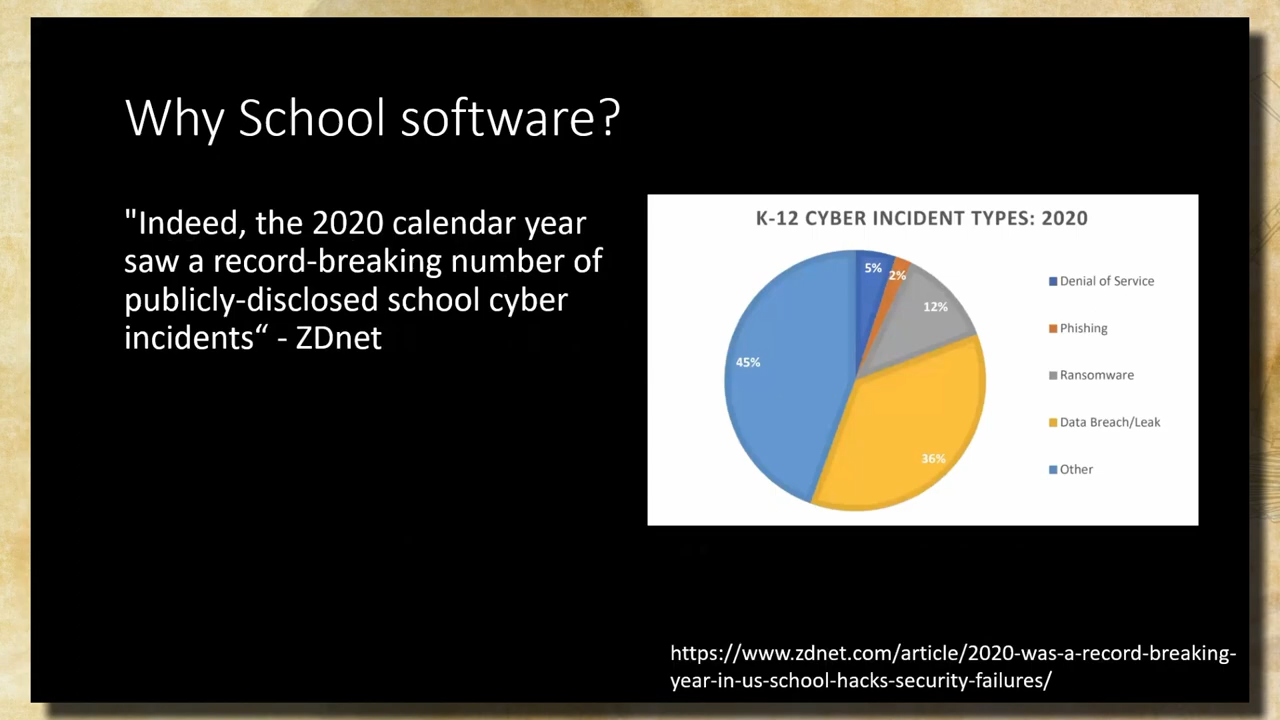 Why School software?
"Indeed, the 2020 calendar year
saw a record-breaking number of
publicly-disclosed school cyber
incidents“ - ZDnet
K-12 CYBER INCIDENT TYPES: 2020
5%
2%
12%
45%
36%
Denial of Service
Phishing
Ransomware
Data Breach/Leak
Other
https://www.zdnet.com/article/2020-was-a-record-breaking-
year-in-us-school-hacks-security-failures/